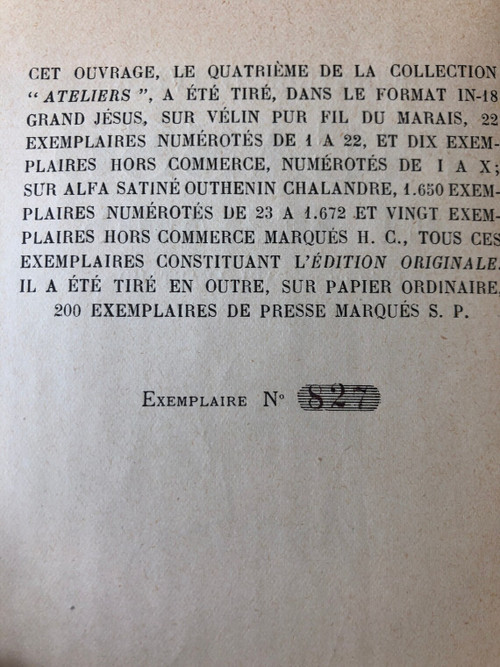 CET OUVRAGE, LE QUATRIÈME DE LA COLLECTION
“ ATELIERS ”, A ÉTÉ TIRÉ, DANS LE FORMAT IN-18
GRAND JÉSUS, SUR VÉLIN PUR FIL DU MARAIS, 22
EXEMPLAIRES NUMÉROTÉS DE 1 A 22, ET DIX EXEM-
PLAIRES HORS COMMERCE, NUMÉROTÉS DE I A X;
SUR ALFA SATINÉ OUTHENIN CHALANDRE, 1.650 EXEM-
PLAIRES NUMÉROTÉS DE 23 A 1.672 ET VINGT EXEM-
PLAIRES HORS COMMERCE MARQUÉS H. C., TOUS CES
EXEMPLAIRES CONSTITUANT L'ÉDITION ORIGINALE.
IL A ÉTÉ TIRÉ EN OUTRE, SUR PAPIER ORDINAIRE,
200 EXEMPLAIRES DE PRESSE MARQUÉS S. P.
EXEMPLAIRE N° 827